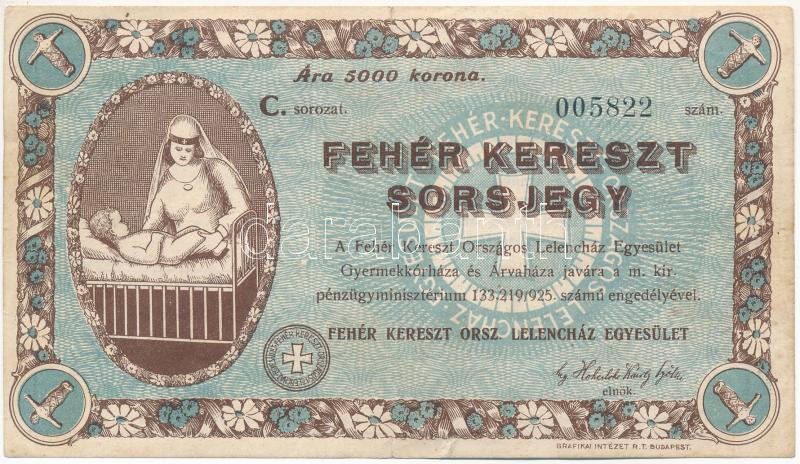 Ára 5000 korona.
C. sorozat. 005822 szám.
FEHÉR KERESZT
SORSJEGY
A Fehér Kereszt Országos Lelencház Egyesület
Gyermekkórháza és Árvaháza javára a m. kir.
pénzügyminisztérium 133.219/925. számú engedélyével.
FEHÉR KERESZT ORSZ. LELENCHÁZ EGYESÜLET
elnök.
GRAFIKAI INTÉZET R.T. BUDAPEST.